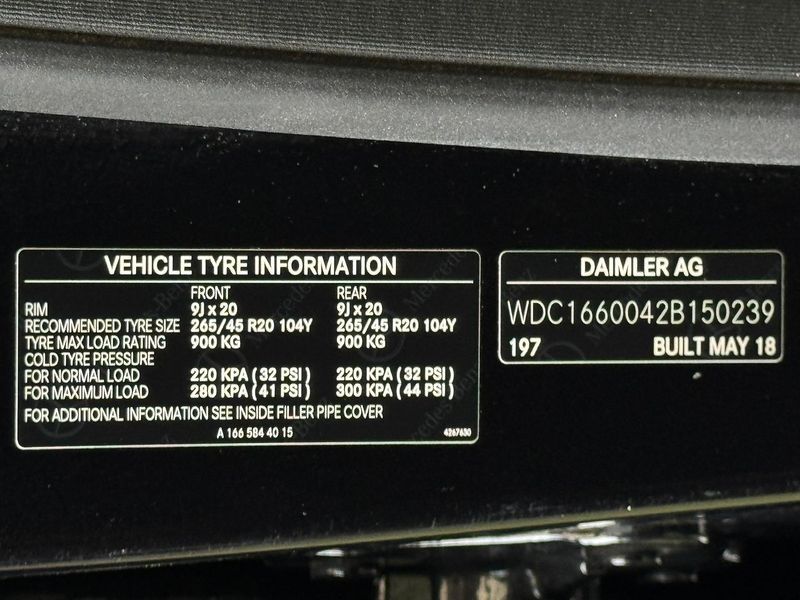 VEHICLE TYRE INFORMATION
FRONT REAR
RIM 9J x 20 9J x 20
RECOMMENDED TYRE SIZE 265/45 R20 104Y 265/45 R20 104Y
TYRE MAX LOAD RATING 900 KG 900 KG
COLD TYRE PRESSURE
FOR NORMAL LOAD 220 KPA ( 32 PSI ) 220 KPA ( 32 PSI )
FOR MAXIMUM LOAD 280 KPA ( 41 PSI ) 300 KPA ( 44 PSI )
FOR ADDITIONAL INFORMATION SEE INSIDE FILLER PIPE COVER
A 166 584 40 15 4267630
DAIMLER AG
WDC1660042B150239
197 BUILT MAY 18